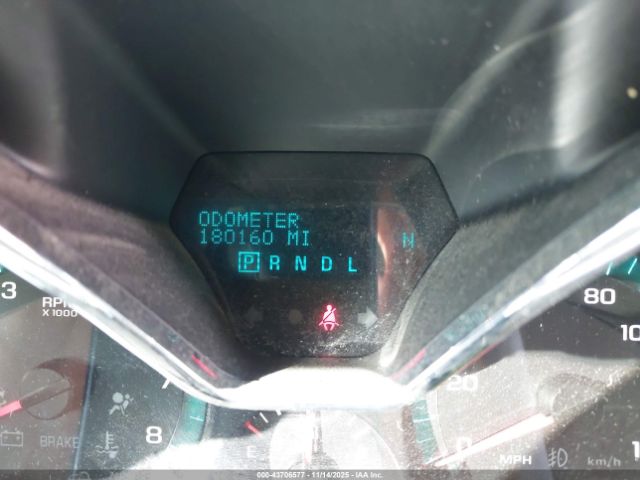 ODOMETER
180160 MI
N
P R N D L
3
RPM
X1000
80
7
20
8
BRAKE
E
0
MPH
km/h
000-43706577 - 11/14/2025 - IAA Inc.